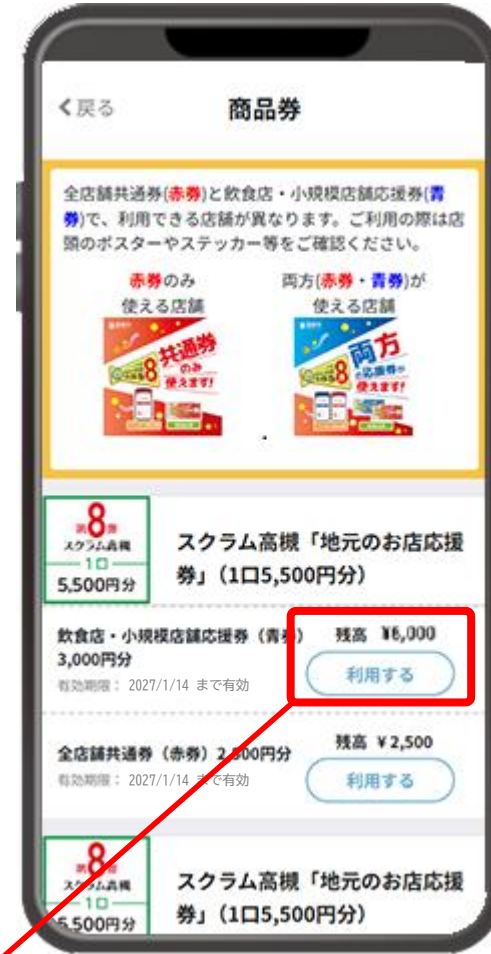 戻る
商品券
全店舗共通券(赤券)と飲食店・小規模店舗応援券(青
券)で、利用できる店舗が異なります。ご利用の際は店
頭のポスターやステッカー等をご確認ください。
赤券のみ
使える店舗
両方(赤券・青券)が
使える店舗
8
共通券
のみ
使えます!
8
両方
の応援券が
使えます!
第8弾
スクラム高槻
1口
5,500円分
スクラム高槻「地元のお店応援
券」(1口5,500円分)
飲食店・小規模店舗応援券(青券)
3,000円分
有効期限: 2027/1/14 まで有効
残高 ¥6,000
利用する
全店舗共通券(赤券)2,500円分
有効期限: 2027/1/14 まで有効
残高 ¥2,500
利用する
第8弾
スクラム高槻
1口
5,500円分
スクラム高槻「地元のお店応援
券」(1口5,500円分)